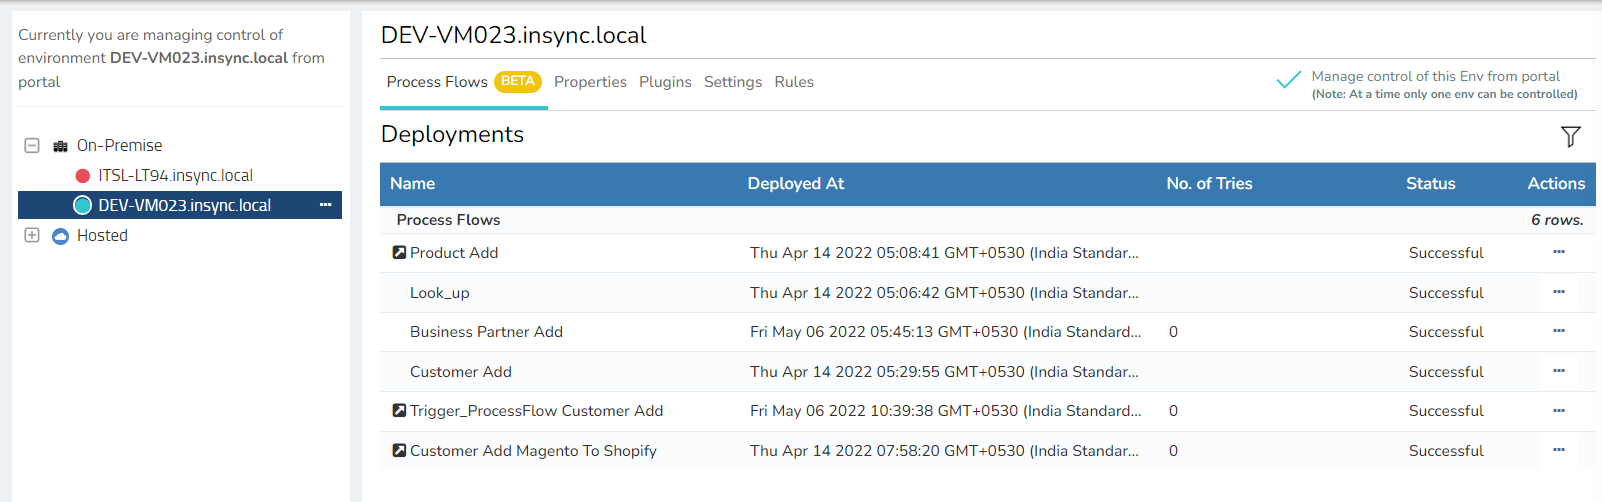 Currently you are managing control of
environment DEV-VM023.insync.local from
portal
On-Premise
ITSL-LT94.insync.local
DEV-VM023.insync.local ...
Hosted
DEV-VM023.insync.local
Process Flows BETA Properties Plugins Settings Rules
Manage control of this Env from portal
(Note: At a time only one env can be controlled)
Deployments
Name Deployed At No. of Tries Status Actions
Process Flows 6 rows.
Product Add Thu Apr 14 2022 05:08:41 GMT+0530 (India Standar... Successful ...
Look_up Thu Apr 14 2022 05:06:42 GMT+0530 (India Standar... Successful ...
Business Partner Add Fri May 06 2022 05:45:13 GMT+0530 (India Standard... 0 Successful ...
Customer Add Thu Apr 14 2022 05:29:55 GMT+0530 (India Standar... Successful ...
Trigger_ProcessFlow Customer Add Fri May 06 2022 10:39:38 GMT+0530 (India Standard... 0 Successful ...
Customer Add Magento To Shopify Thu Apr 14 2022 07:58:20 GMT+0530 (India Standar... 0 Successful ...